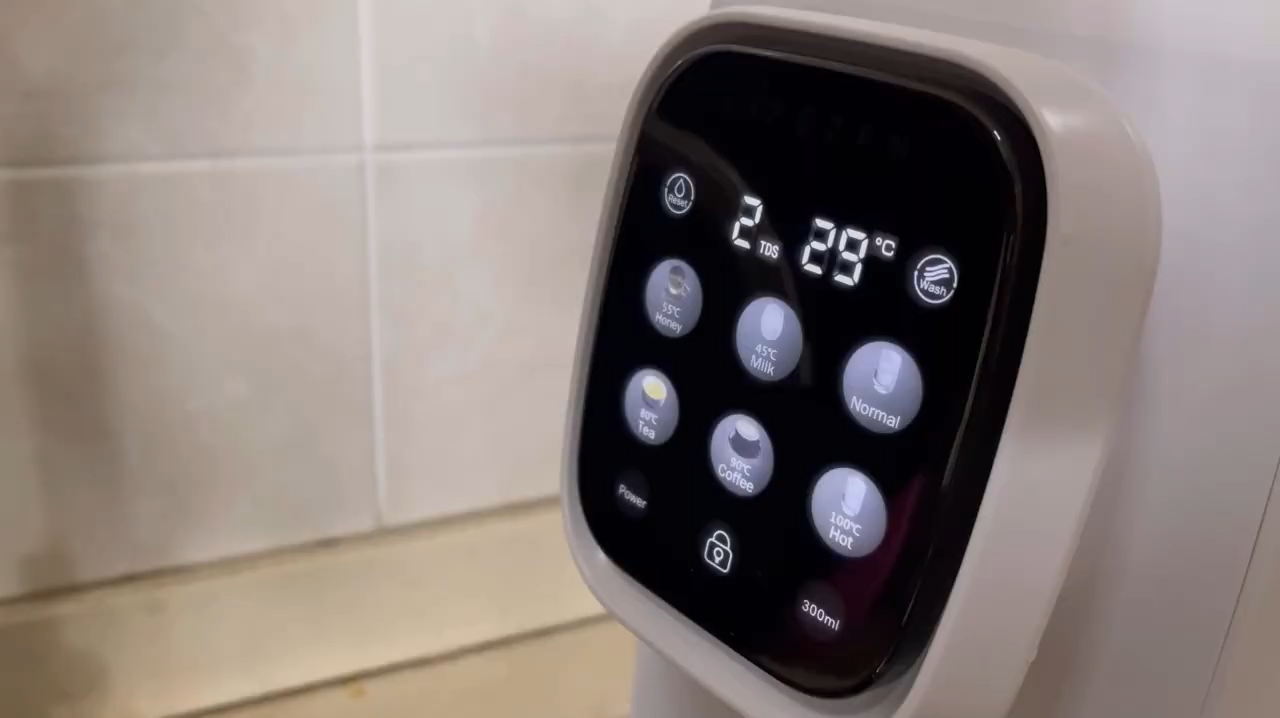 Reset
2 TDS 29 °C
Wash
55℃
Honey
45℃
Milk
Normal
80℃
Tea
90℃
Coffee
100℃
Hot
Power
300ml